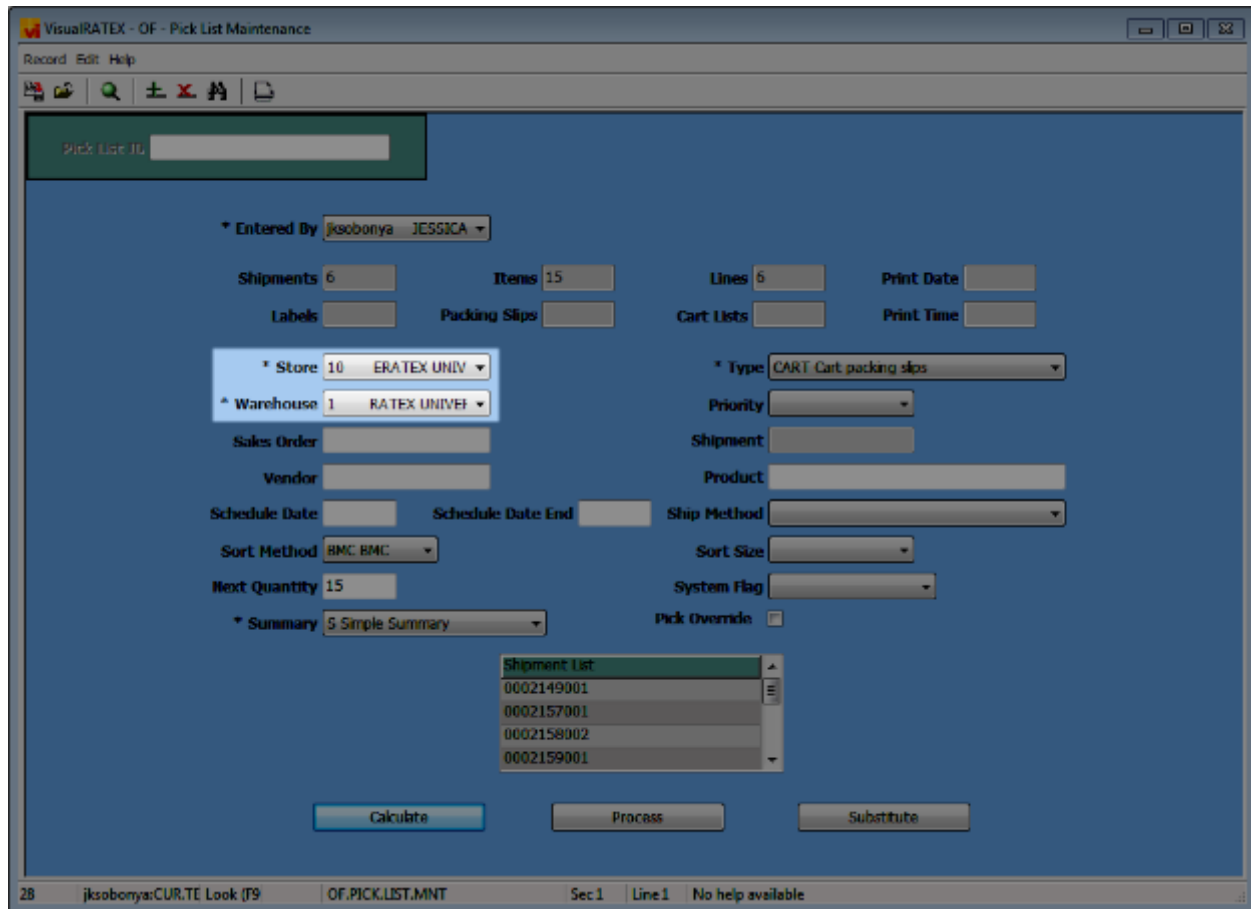 VisualRATEX - OF - Pick List Maintenance
Record Edit Help
Pick List ID
* Entered By jksobonya JESSICA
Shipments 6 Items 15 Lines 6 Print Date
Labels Packing Slips Cart Lists Print Time
* Store 10 ERATEX UNIV * Type CART Cart packing slips
* Warehouse 1 RATEX UNIVEF Priority
Sales Order Shipment
Vendor Product
Schedule Date Schedule Date End Ship Method
Sort Method BMC BMC Sort Size
Next Quantity 15 System Flag
* Summary S Simple Summary Pick Override
Shipment List
0002149001
0002157001
0002158002
0002159001
Calculate Process Substitute
28 jksobonya:CUR.TE Look (F9 OF.PICK.LIST.MNT Sec 1 Line 1 No help available